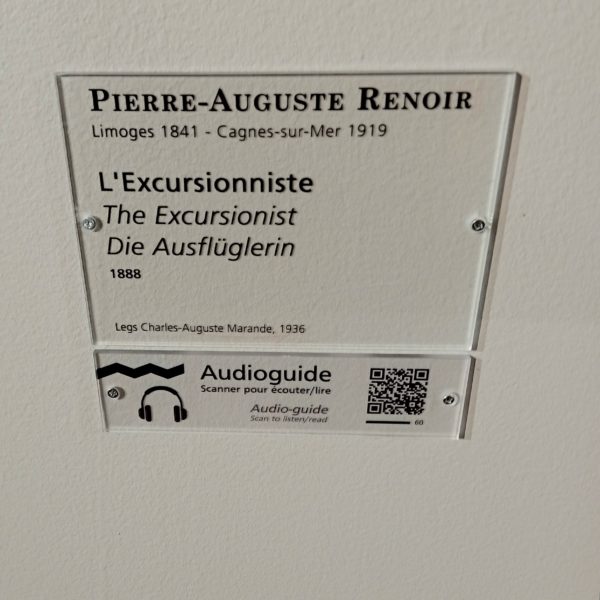 PIERRE-AUGUSTE RENOIR
Limoges 1841 - Cagnes-sur-Mer 1919
L'Excursionniste
The Excursionist
Die Ausflüglerin
1888
Legs Charles-Auguste Marande, 1936
Audioguide
Scanner pour écouter/lire
Audio-guide
Scan to listen/read
60